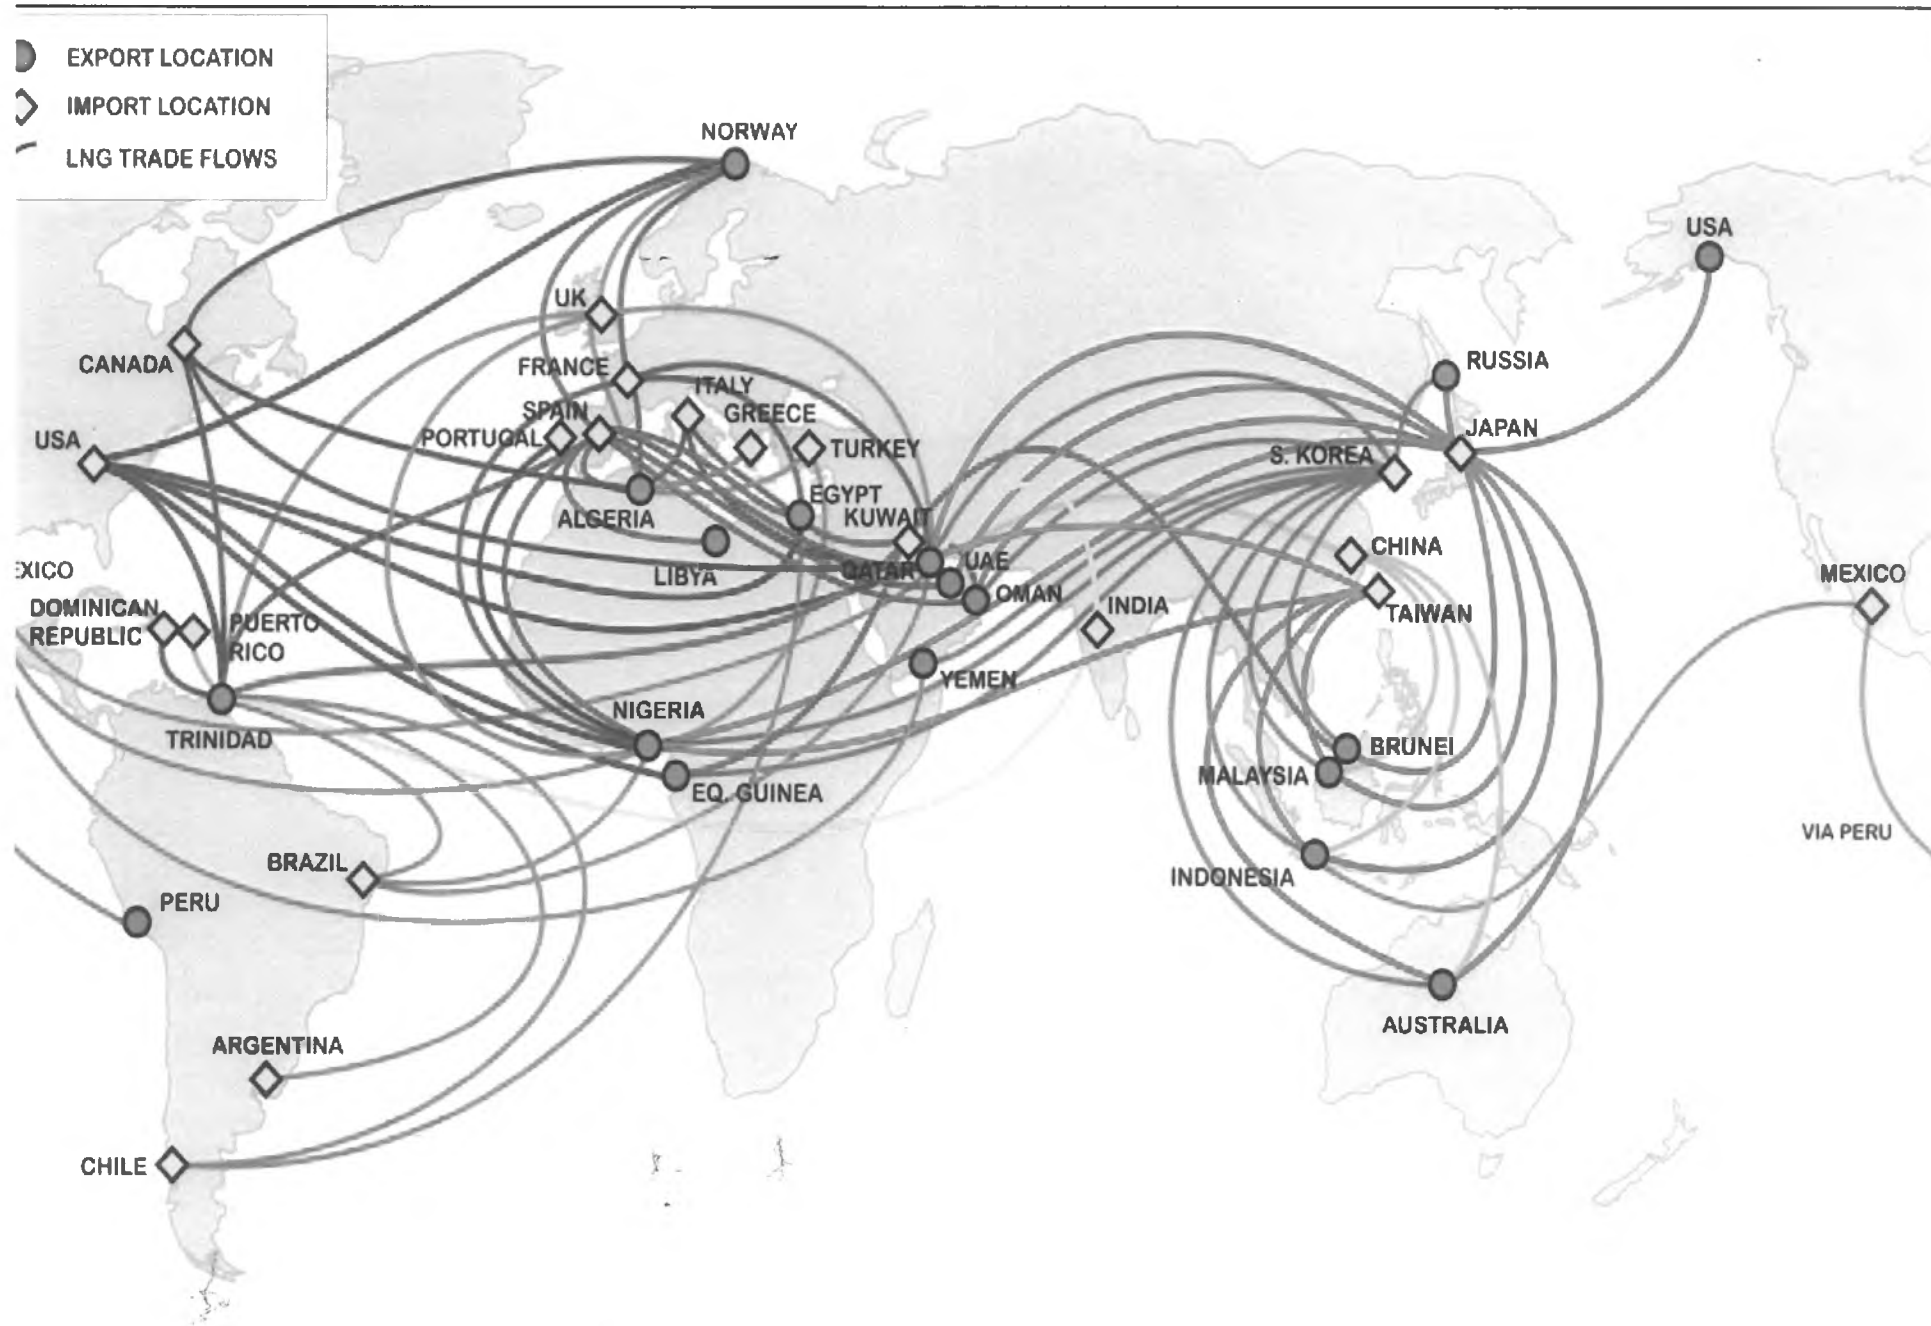 EXPORT LOCATION
IMPORT LOCATION
LNG TRADE FLOWS
NORWAY
USA
UK
CANADA
FRANCE
RUSSIA
ITALY
SPAIN
GREECE
USA
PORTUGAL
TURKEY
JAPAN
S. KOREA
EGYPT
ALGERIA
KUWAIT
CHINA
LIBYA
QATAR
UAE
EXICO
MEXICO
OMAN
INDIA
TAIWAN
DOMINICAN
REPUBLIC
PUERTO
RICO
YEMEN
NIGERIA
TRINIDAD
BRUNEI
MALAYSIA
EQ. GUINEA
VIA PERU
BRAZIL
INDONESIA
PERU
AUSTRALIA
ARGENTINA
CHILE